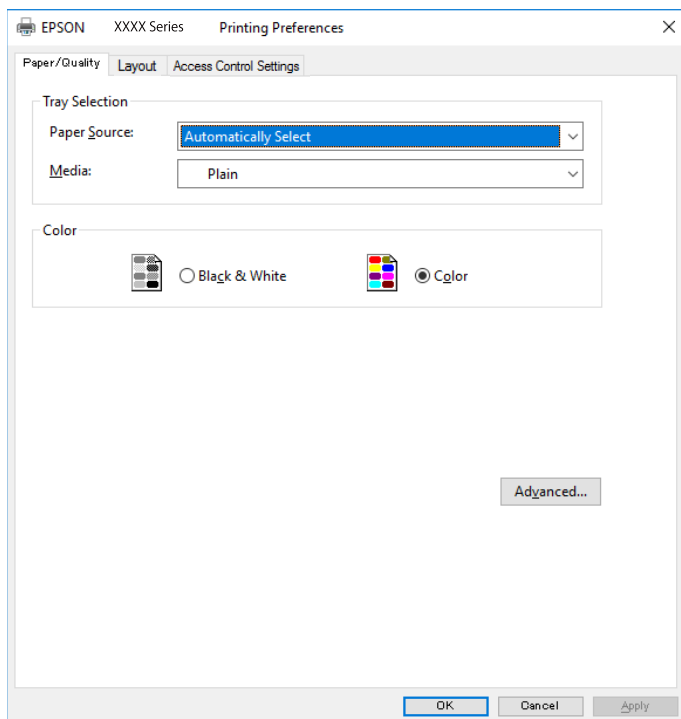 EPSON XXXX Series Printing Preferences
Paper/Quality Layout Access Control Settings
Tray Selection
Paper Source: Automatically Select
Media: Plain
Color
Black & White Color
Advanced...
OK Cancel Apply